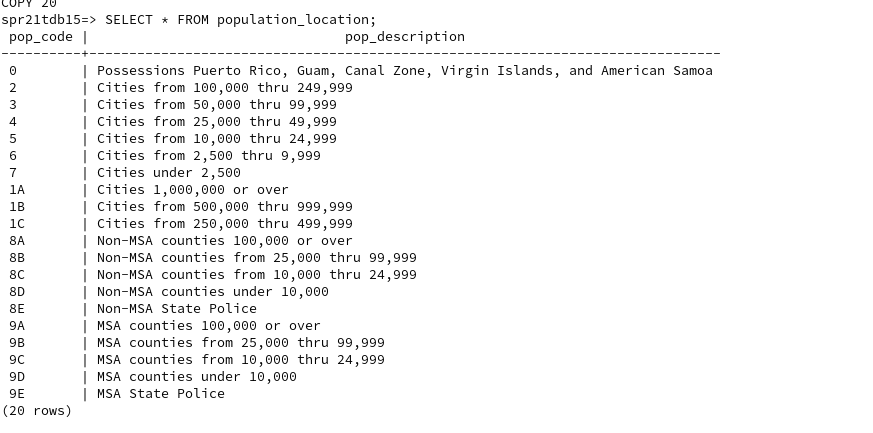 COPY 20
spr21tdb15=> SELECT * FROM population_location;
 pop_code |                                pop_description
----------+-------------------------------------------------------------------------------
 0        | Possessions Puerto Rico, Guam, Canal Zone, Virgin Islands, and American Samoa
 2        | Cities from 100,000 thru 249,999
 3        | Cities from 50,000 thru 99,999
 4        | Cities from 25,000 thru 49,999
 5        | Cities from 10,000 thru 24,999
 6        | Cities from 2,500 thru 9,999
 7        | Cities under 2,500
 1A       | Cities 1,000,000 or over
 1B       | Cities from 500,000 thru 999,999
 1C       | Cities from 250,000 thru 499,999
 8A       | Non-MSA counties 100,000 or over
 8B       | Non-MSA counties from 25,000 thru 99,999
 8C       | Non-MSA counties from 10,000 thru 24,999
 8D       | Non-MSA counties under 10,000
 8E       | Non-MSA State Police
 9A       | MSA counties 100,000 or over
 9B       | MSA counties from 25,000 thru 99,999
 9C       | MSA counties from 10,000 thru 24,999
 9D       | MSA counties under 10,000
 9E       | MSA State Police
(20 rows)